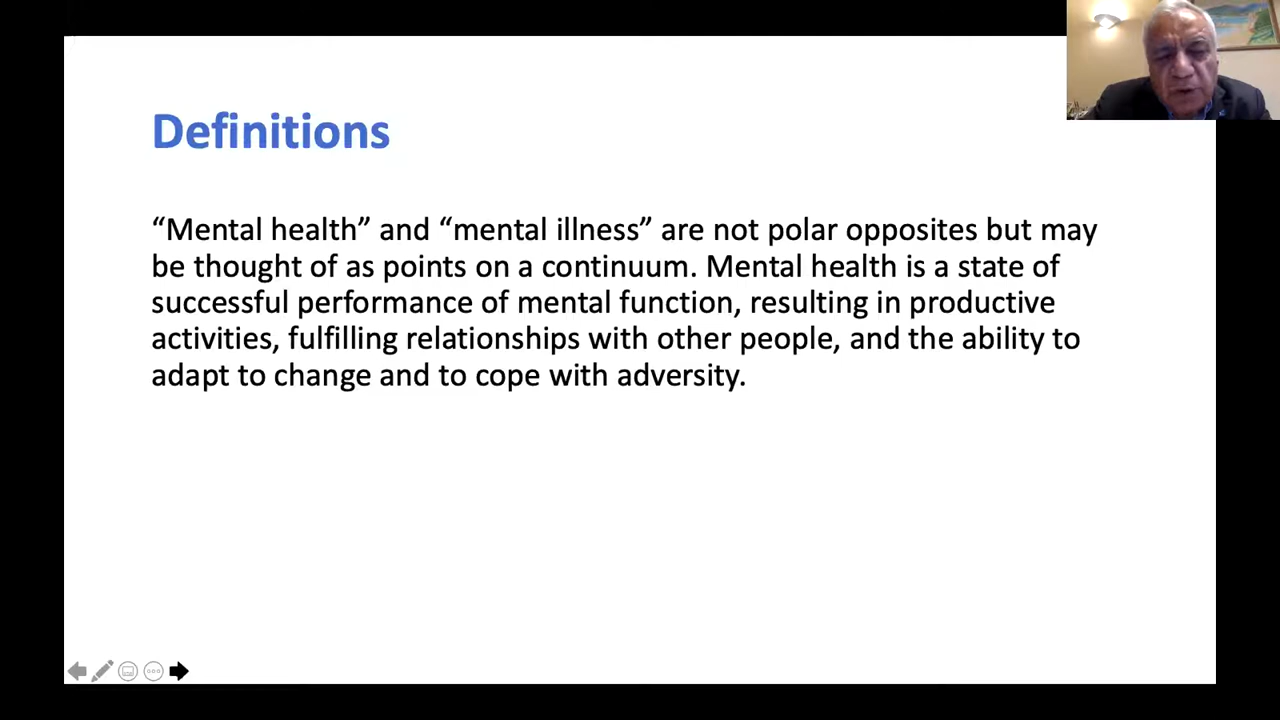 Definitions
“Mental health” and “mental illness” are not polar opposites but may
be thought of as points on a continuum. Mental health is a state of
successful performance of mental function, resulting in productive
activities, fulfilling relationships with other people, and the ability to
adapt to change and to cope with adversity.